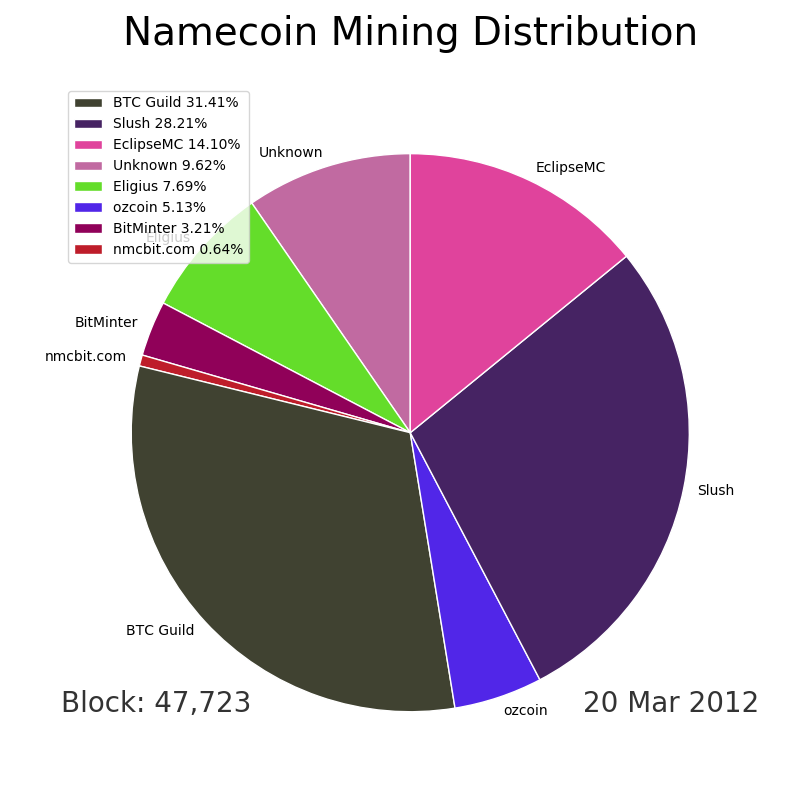 Namecoin Mining Distribution
BTC Guild 31.41%
Slush 28.21%
EclipseMC 14.10%
Unknown 9.62%
Eligius 7.69%
ozcoin 5.13%
BitMinter 3.21%
nmcbit.com 0.64%
Unknown
EclipseMC
Eligius
BitMinter
nmcbit.com
Slush
BTC Guild
ozcoin
Block: 47,723
20 Mar 2012